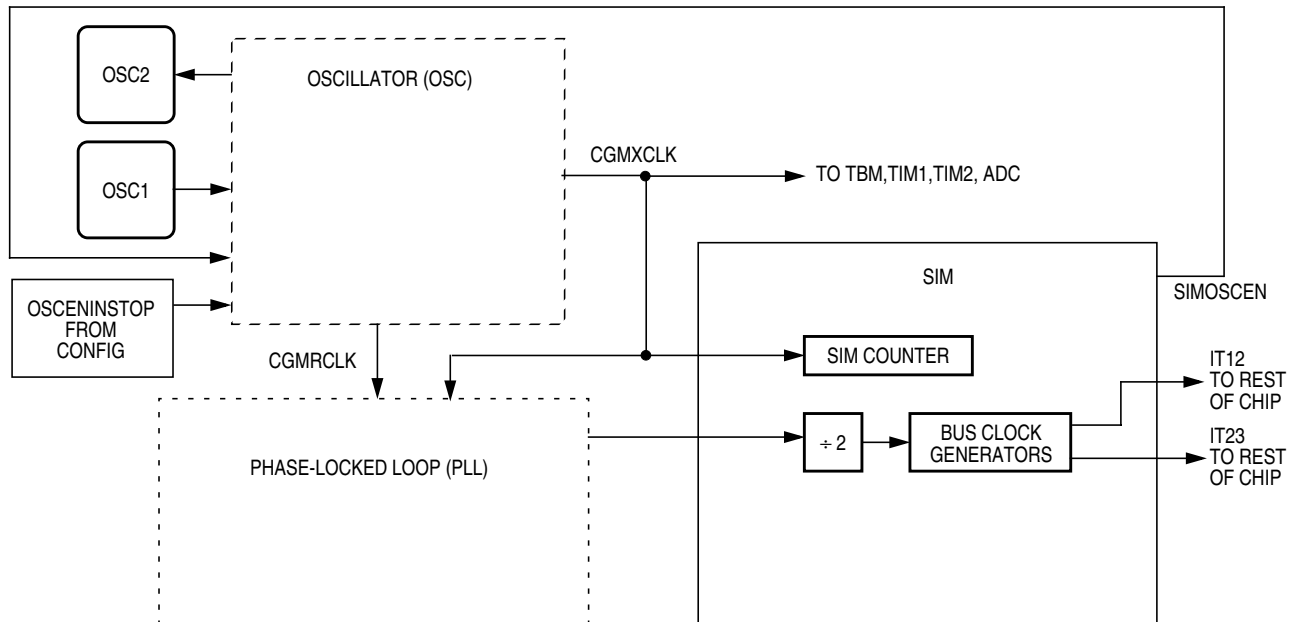 OSC2
OSCILLATOR (OSC)
CGMXCLK
TO TBM,TIM1,TIM2, ADC
OSC1
SIM
SIMOSCEN
OSCENINSTOP
FROM
CONFIG
CGMRCLK
SIM COUNTER
IT12
TO REST
OF CHIP
÷ 2
BUS CLOCK
GENERATORS
IT23
TO REST
OF CHIP
PHASE-LOCKED LOOP (PLL)